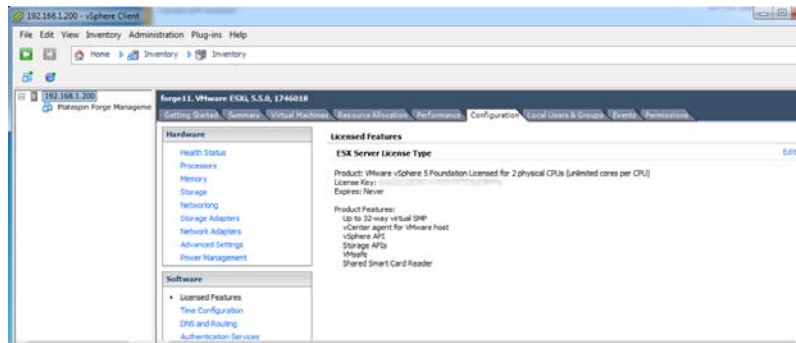 192.168.1.200 - vSphere Client
File Edit View Inventory Administration Plug-ins Help
Home Inventory Inventory
192.168.1.200
Platespin Forge Manageme
forge11. VMware ESXi, 5.5.0, 1746018
Getting Started Summary Virtual Machines Resource Allocation Performance Configuration Local Users & Groups Events Permissions
Hardware
Health Status
Processors
Memory
Storage
Networking
Storage Adapters
Network Adapters
Advanced Settings
Power Management
Software
Licensed Features
Time Configuration
DNS and Routing
Authentication Services
Licensed Features
ESX Server License Type
Edit
Product: VMware vSphere 5 Foundation Licensed for 2 physical CPUs (unlimited cores per CPU)
License Key:
Expires: Never
Product Features:
Up to 32-way virtual SMP
vCenter agent for VMware host
vSphere API
Storage APIs
VMsafe
Shared Smart Card Reader